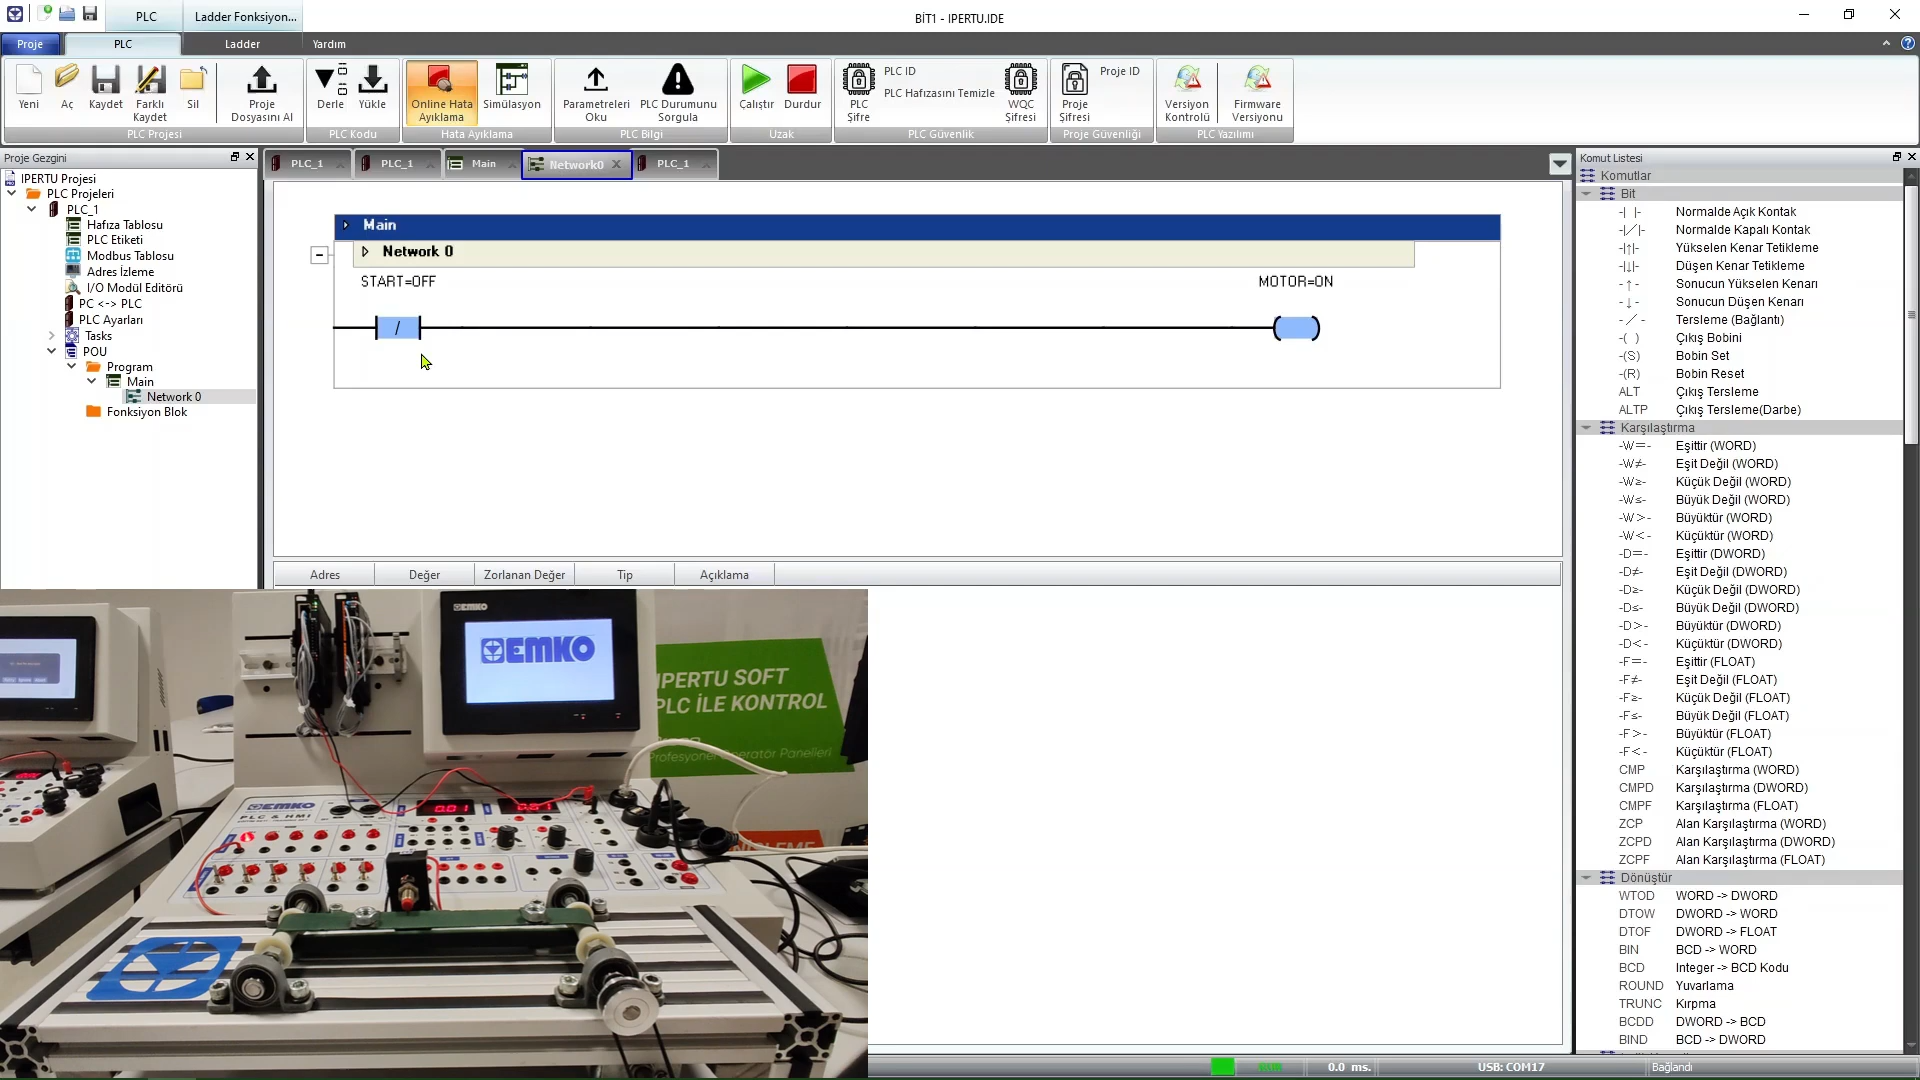 PLC
Ladder Fonksiyon...
BİT1 - IPERTU.IDE
Proje
PLC
Ladder
Yardım
Yeni
Aç
Kaydet
Farklı
Kaydet
Sil
Proje
Dosyasını Al
Derle
Yükle
Online Hata
Ayıklama
Simülasyon
Parametreleri
Oku
PLC Durumunu
Sorgula
Çalıştır
Durdur
PLC
Şifre
PLC ID
PLC Hafızasını Temizle
WQC
Şifresi
Proje
Şifresi
Proje ID
Versiyon
Kontrolü
Firmware
Versiyonu
PLC Projesi
PLC Kodu
Hata Ayıklama
PLC Bilgi
Uzak
PLC Güvenlik
Proje Güvenliği
PLC Yazılımı
Proje Gezgini
IPERTU Projesi
PLC Projeleri
PLC_1
Hafıza Tablosu
PLC Etiketi
Modbus Tablosu
Adres İzleme
I/O Modül Editörü
PC <-> PLC
PLC Ayarları
Tasks
POU
Program
Main
Network 0
Fonksiyon Blok
PLC_1
PLC_1
Main
Network0
PLC_1
Main
Network 0
START=OFF
MOTOR=ON
Adres
Değer
Zorlanan Değer
Tip
Açıklama
Komut Listesi
Komutlar
Bit
-| |- Normalde Açık Kontak
-|/|- Normalde Kapalı Kontak
-|↑|- Yükselen Kenar Tetikleme
-|↓|- Düşen Kenar Tetikleme
-↑- Sonucun Yükselen Kenarı
-↓- Sonucun Düşen Kenarı
-/- Tersleme (Bağlantı)
-( ) Çıkış Bobini
-(S) Bobin Set
-(R) Bobin Reset
ALT Çıkış Tersleme
ALTP Çıkış Tersleme(Darbe)
Karşılaştırma
-W=- Eşittir (WORD)
-W≠- Eşit Değil (WORD)
-W≥- Küçük Değil (WORD)
-W≤- Büyük Değil (WORD)
-W>- Büyüktür (WORD)
-W<- Küçüktür (WORD)
-D=- Eşittir (DWORD)
-D≠- Eşit Değil (DWORD)
-D≥- Küçük Değil (DWORD)
-D≤- Büyük Değil (DWORD)
-D>- Büyüktür (DWORD)
-D<- Küçüktür (DWORD)
-F=- Eşittir (FLOAT)
-F≠- Eşit Değil (FLOAT)
-F≥- Küçük Değil (FLOAT)
-F≤- Büyük Değil (FLOAT)
-F>- Büyüktür (FLOAT)
-F<- Küçüktür (FLOAT)
CMP Karşılaştırma (WORD)
CMPD Karşılaştırma (DWORD)
CMPF Karşılaştırma (FLOAT)
ZCP Alan Karşılaştırma (WORD)
ZCPD Alan Karşılaştırma (DWORD)
ZCPF Alan Karşılaştırma (FLOAT)
Dönüştür
WTOD WORD -> DWORD
DTOW DWORD -> WORD
DTOF DWORD -> FLOAT
BIN BCD -> WORD
BCD Integer -> BCD Kodu
ROUND Yuvarlama
TRUNC Kırpma
BCDD DWORD -> BCD
BIND BCD -> DWORD
EMKO
EMKO
IPERTU SOFT
PLC İLE KONTROL
Profesyonel Operatör Panelleri
EMKO
PLC & HMI
0.01
0.0 ms.
USB: COM17
Bağlandı